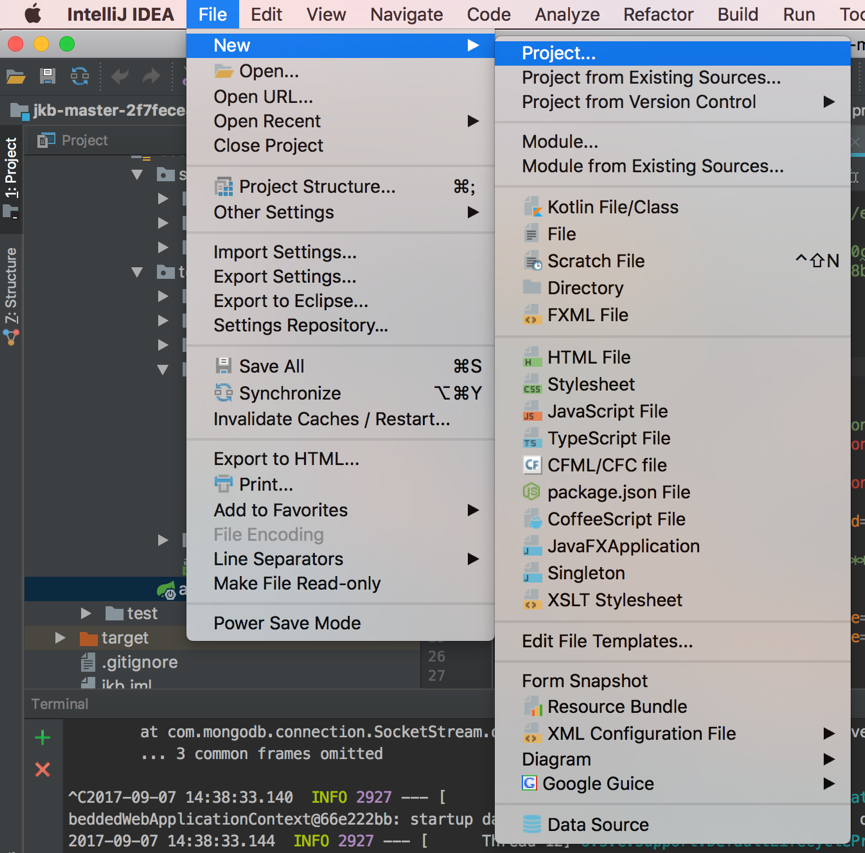 IntelliJ IDEA File Edit View Navigate Code Analyze Refactor Build Run
New
Open...
Open URL...
Open Recent
Close Project
Project Structure... ⌘;
Other Settings
Import Settings...
Export Settings...
Export to Eclipse...
Settings Repository...
Save All ⌘S
Synchronize ⌥⌘Y
Invalidate Caches / Restart...
Export to HTML...
Print...
Add to Favorites
File Encoding
Line Separators
Make File Read-only
Power Save Mode
Project...
Project from Existing Sources...
Project from Version Control
Module...
Module from Existing Sources...
Kotlin File/Class
File
Scratch File ^⇧N
Directory
FXML File
HTML File
Stylesheet
JavaScript File
TypeScript File
CFML/CFC file
package.json File
CoffeeScript File
JavaFXApplication
Singleton
XSLT Stylesheet
Edit File Templates...
Form Snapshot
Resource Bundle
XML Configuration File
Diagram
Google Guice
Data Source
jkb-master-2f7fece
Project
1: Project
Z: Structure
test
target
.gitignore
jkb.iml
26
27
Terminal
at com.mongodb.connection.SocketStream.
... 3 common frames omitted
^C2017-09-07 14:38:33.140 INFO 2927 --- [
beddedWebApplicationContext@66e222bb: startup da
2017-09-07 14:38:33.144 INFO 2927 --- [